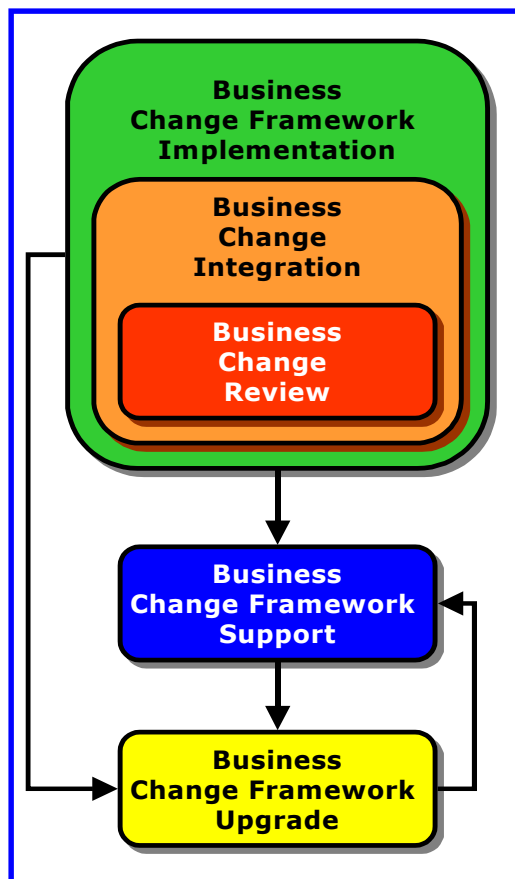 Business
Change Framework
Implementation
Business
Change
Integration
Business
Change
Review
Business
Change Framework
Support
Business
Change Framework
Upgrade